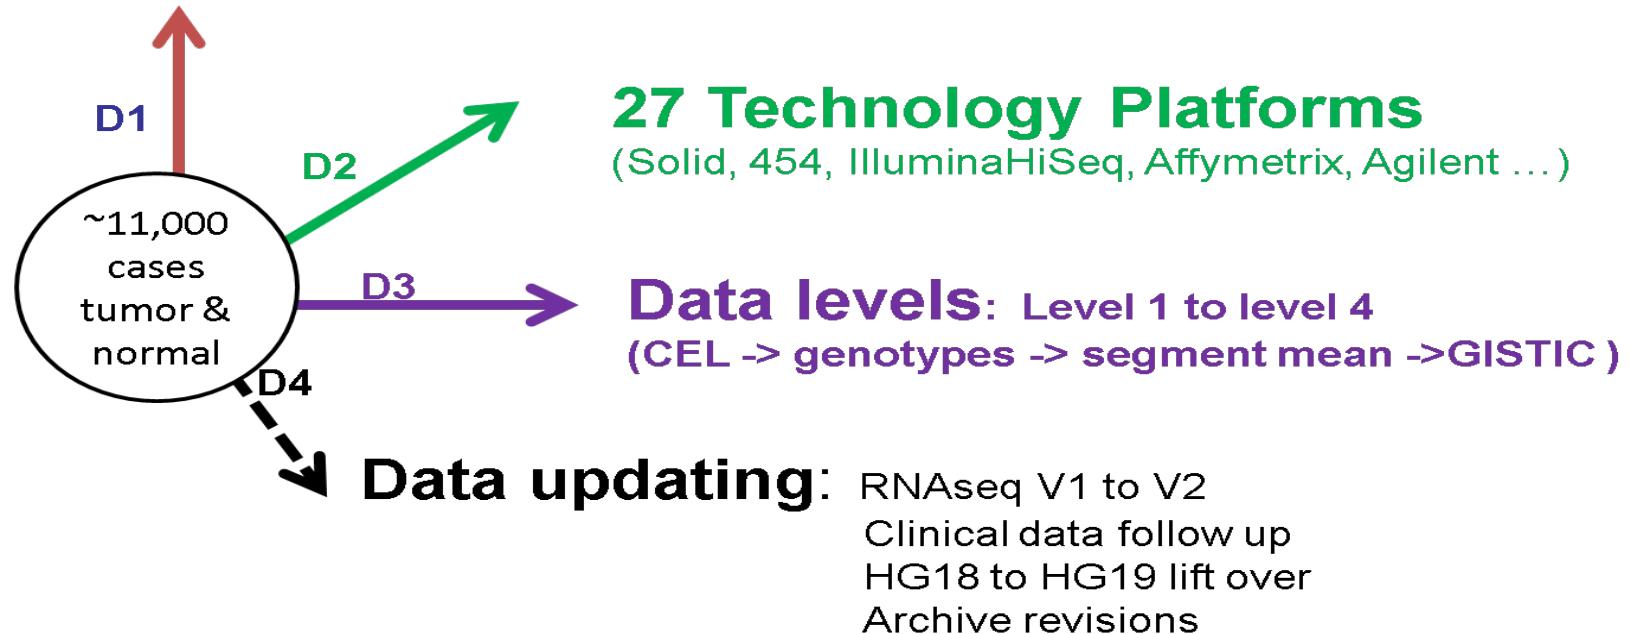 D1
27 Technology Platforms
(Solid, 454, IlluminaHiSeq, Affymetrix, Agilent ...)
D2
~11,000
cases
tumor &
normal
D3
Data levels: Level 1 to level 4
(CEL -> genotypes -> segment mean ->GISTIC )
D4
Data updating: RNAseq V1 to V2
Clinical data follow up
HG18 to HG19 lift over
Archive revisions